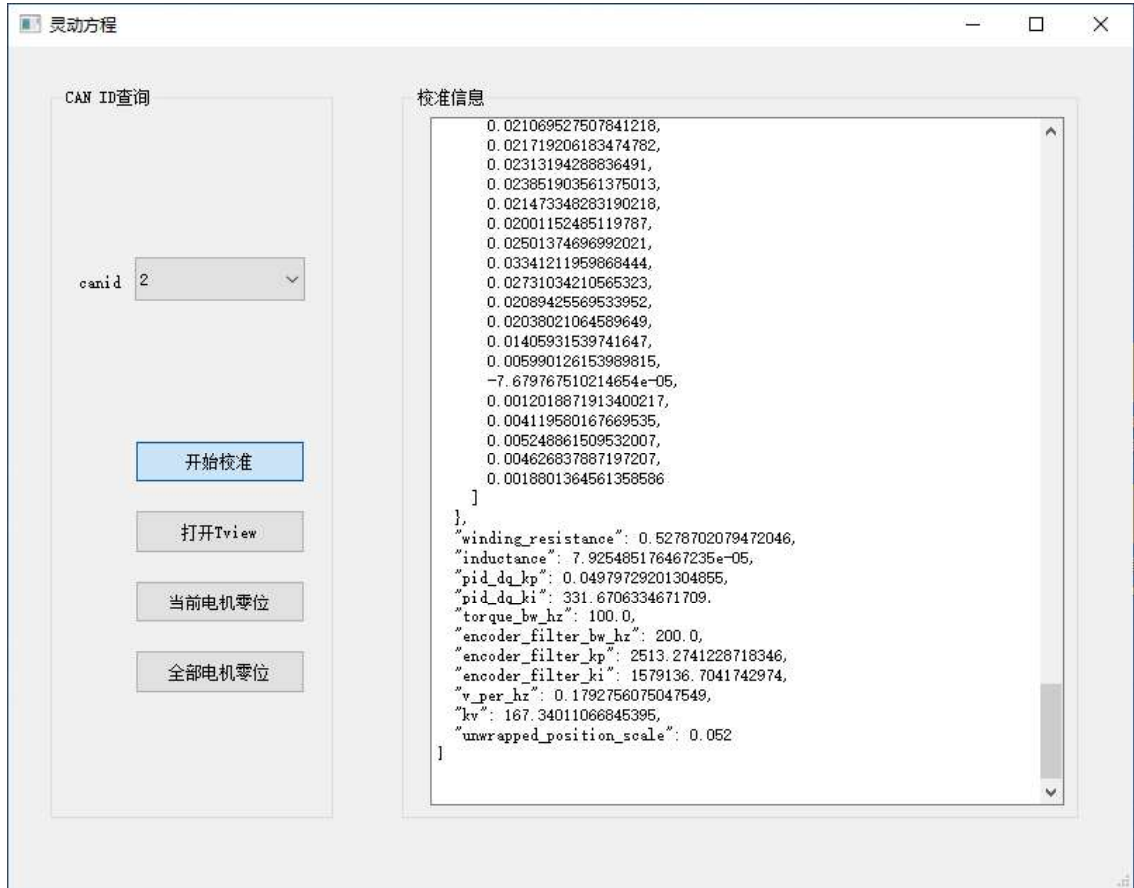 灵动方程
CAN ID查询
canid 2
开始校准
打开Tview
当前电机零位
全部电机零位
校准信息
0.021069527507841218,
0.021719206183474782,
0.02313194288836491,
0.023851903561375013,
0.021473348283190218,
0.02001152485119787,
0.02501374696992021,
0.03341211959868444,
0.02731034210565323,
0.02089425569533952,
0.02038021064589649,
0.01405931539741647,
0.005990126153989815,
-7.679767510214654e-05,
0.0012018871913400217,
0.004119580167669535,
0.005248861509532007,
0.004626837887197207,
0.0018801364561358586
]
},
"winding_resistance": 0.5278702079472046,
"inductance": 7.925485176467235e-05,
"pid_dq_kp": 0.04979729201304855,
"pid_dq_ki": 331.6706334671709.
"torque_bw_hz": 100.0,
"encoder_filter_bw_hz": 200.0,
"encoder_filter_kp": 2513.2741228718346,
"encoder_filter_ki": 1579136.7041742974,
"v_per_hz": 0.1792756075047549,
"kv": 167.34011066845395,
"unwrapped_position_scale": 0.052
]